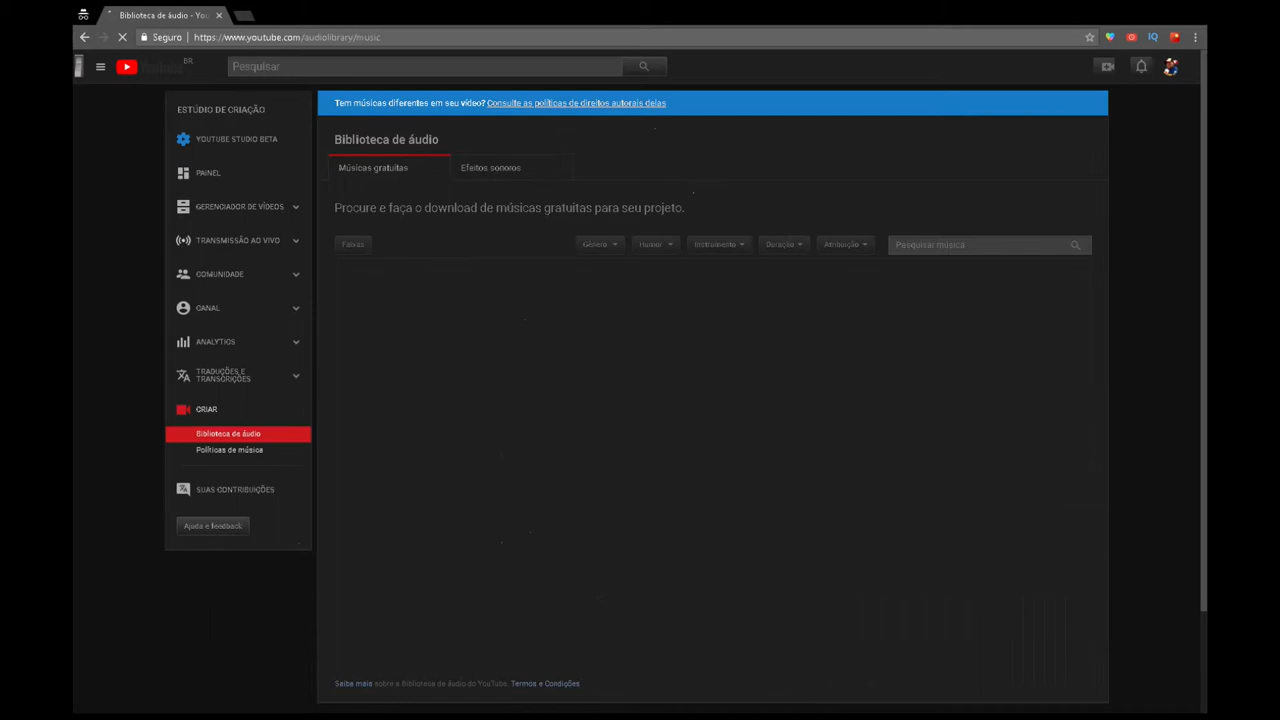 Biblioteca de áudio - You
Seguro | https://www.youtube.com/audiolibrary/music
IQ
YouTube BR
Pesquisar
ESTÚDIO DE CRIAÇÃO
YOUTUBE STUDIO BETA
PAINEL
GERENCIADOR DE VÍDEOS
TRANSMISSÃO AO VIVO
COMUNIDADE
CANAL
ANALYTICS
TRADUÇÕES E
TRANSCRIÇÕES
CRIAR
Biblioteca de áudio
Políticas de música
SUAS CONTRIBUIÇÕES
Ajuda e feedback
Tem músicas diferentes em seu vídeo? Consulte as políticas de direitos autorais delas
Biblioteca de áudio
Músicas gratuitas Efeitos sonoros
Procure e faça o download de músicas gratuitas para seu projeto.
Faixas Gênero Humor Instrumento Duração Atribuição Pesquisar música
Saiba mais sobre a Biblioteca de áudio do YouTube. Termos e Condições